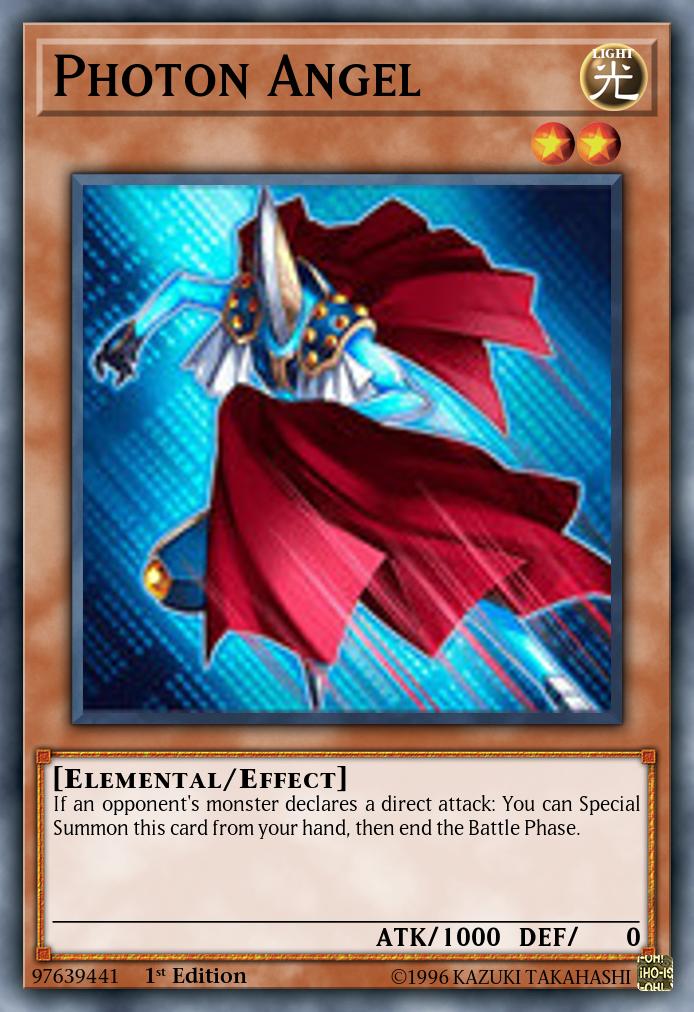 Photon Angel
LIGHT
光
[Elemental/Effect]
If an opponent's monster declares a direct attack: You can Special
Summon this card from your hand, then end the Battle Phase.
ATK/1000 DEF/ 0
97639441 1st Edition ©1996 KAZUKI TAKAHASHI